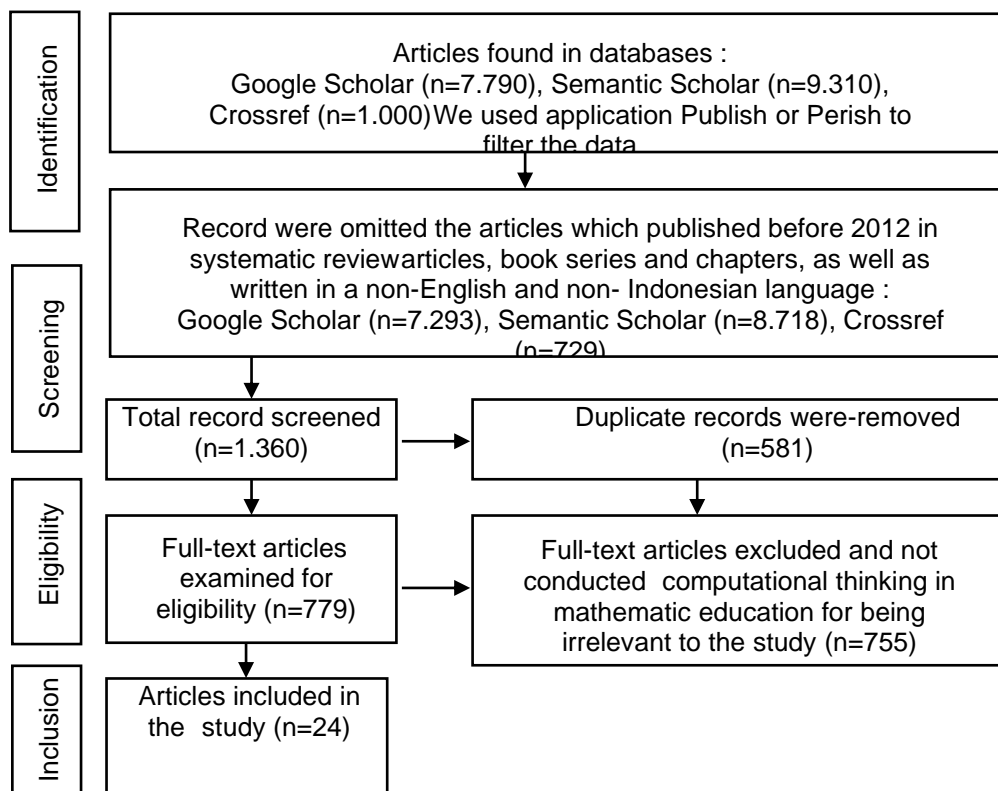 Identification
Articles found in databases :
Google Scholar (n=7.790), Semantic Scholar (n=9.310),
Crossref (n=1.000)We used application Publish or Perish to
filter the data
Screening
Record were omitted the articles which published before 2012 in
systematic reviewarticles, book series and chapters, as well as
written in a non-English and non- Indonesian language :
Google Scholar (n=7.293), Semantic Scholar (n=8.718), Crossref
(n=729)
Total record screened
(n=1.360)
Duplicate records were-removed
(n=581)
Eligibility
Full-text articles
examined for
eligibility (n=779)
Full-text articles excluded and not
conducted computational thinking in
mathematic education for being
irrelevant to the study (n=755)
Inclusion
Articles included in
the study (n=24)